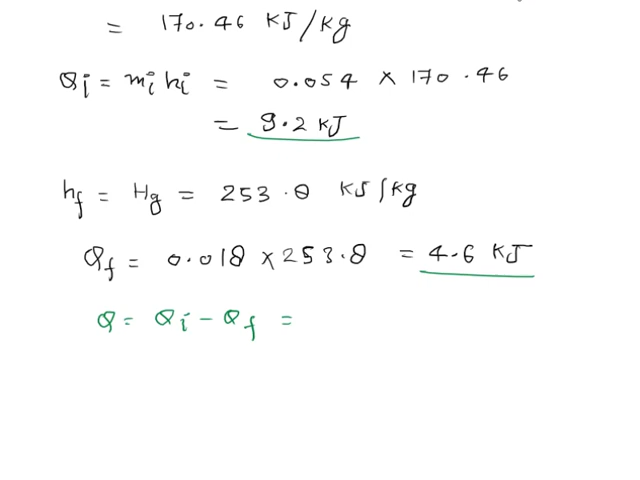 = 170.46 KJ/kg
Qi = mi hi = 0.054 × 170.46
= 9.2 KJ
hf = Hg = 253.8 KJ/kg
Qf = 0.018 × 253.8 = 4.6 KJ
Q = Qi - Qf =